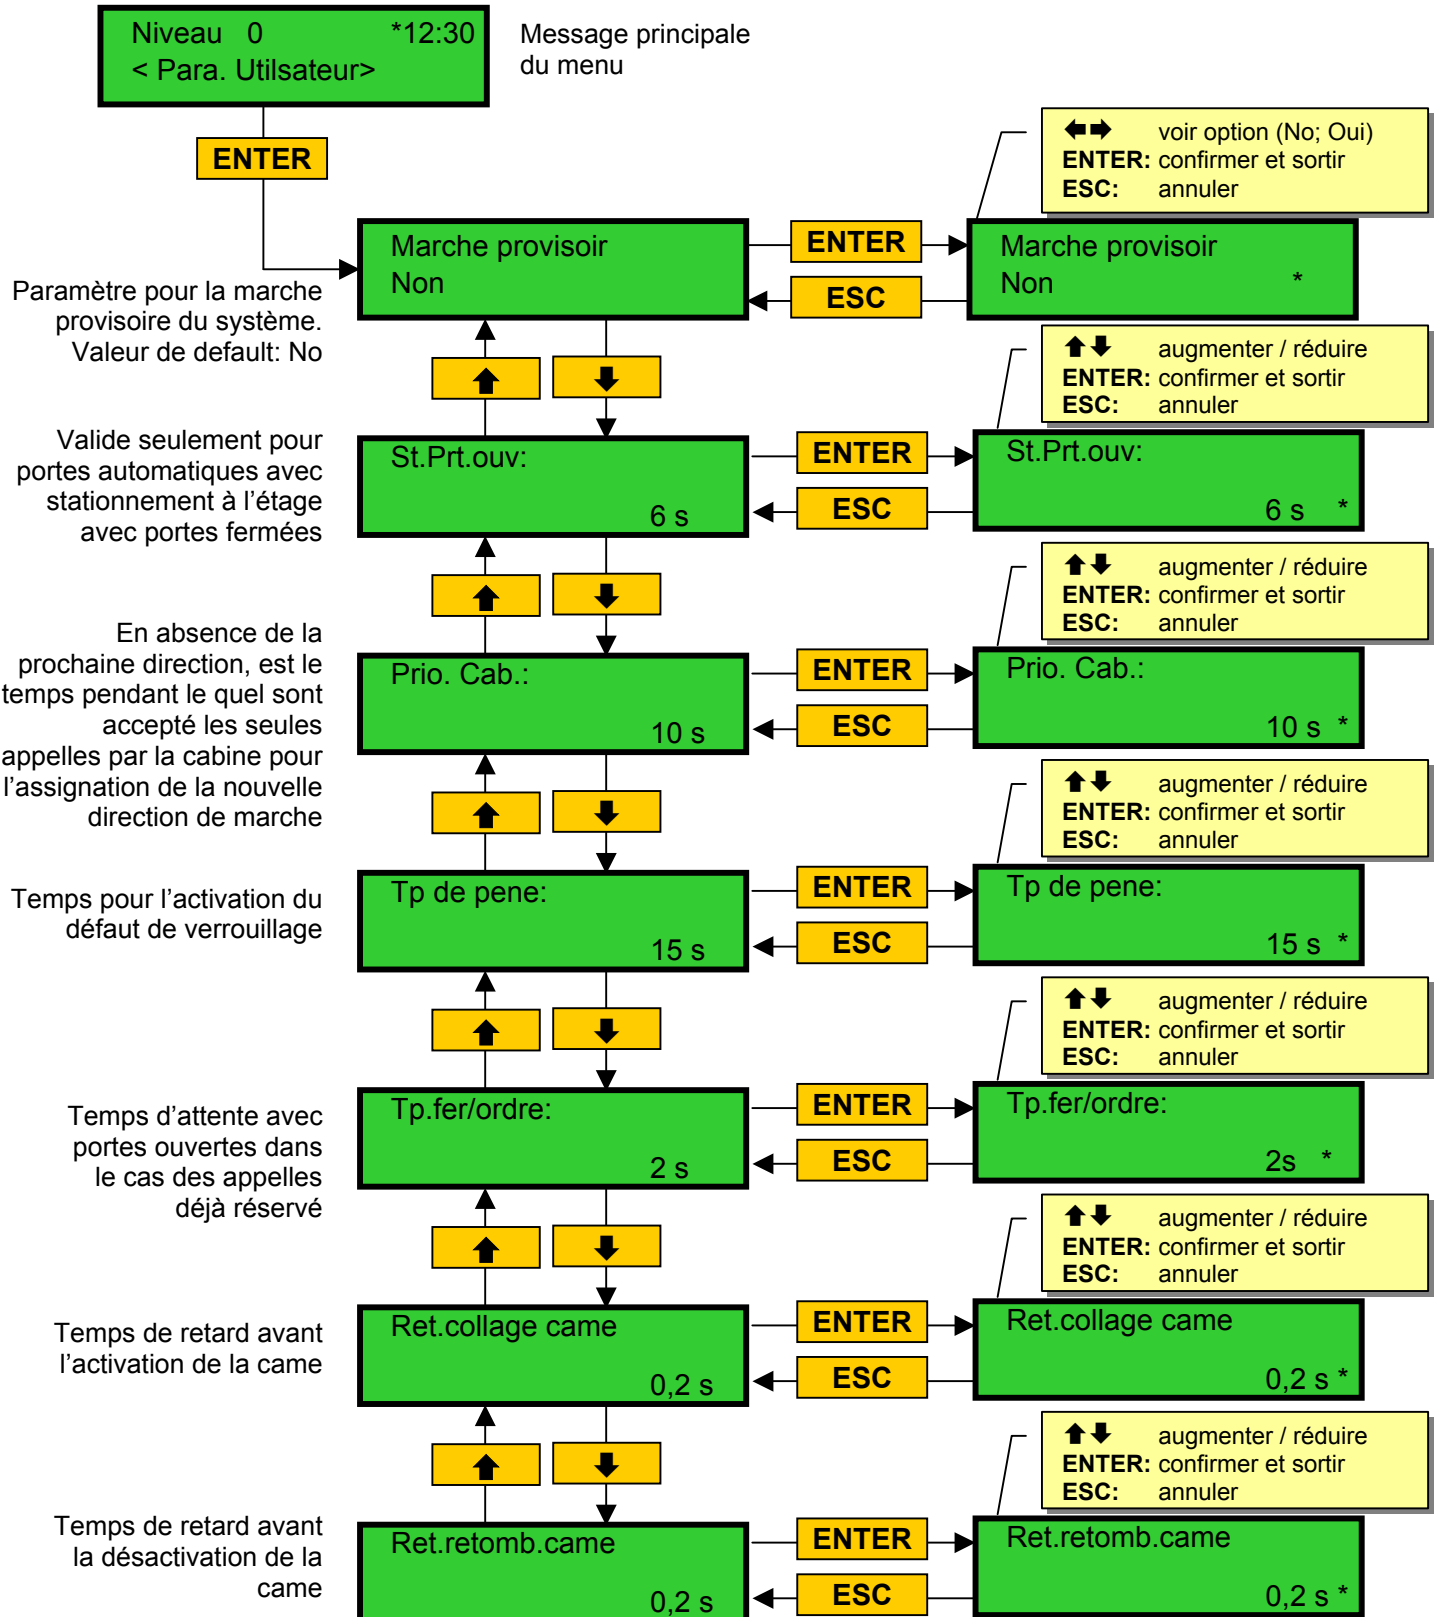 Niveau 0 *12:30
< Para. Utilsateur>
Message principale
du menu
ENTER
voir option (No; Oui)
ENTER: confirmer et sortir
ESC: annuler
Marche provisoir
Non
ENTER
ESC
Marche provisoir
Non *
Paramètre pour la marche
provisoire du système.
Valeur de default: No
augmenter / réduire
ENTER: confirmer et sortir
ESC: annuler
Valide seulement pour
portes automatiques avec
stationnement à l’étage
avec portes fermées
St.Prt.ouv:
6 s
ENTER
ESC
St.Prt.ouv:
6 s *
augmenter / réduire
ENTER: confirmer et sortir
ESC: annuler
En absence de la
prochaine direction, est le
temps pendant le quel sont
accepté les seules
appelles par la cabine pour
l’assignation de la nouvelle
direction de marche
Prio. Cab.:
10 s
ENTER
ESC
Prio. Cab.:
10 s *
augmenter / réduire
ENTER: confirmer et sortir
ESC: annuler
Temps pour l’activation du
défaut de verrouillage
Tp de pene:
15 s
ENTER
ESC
Tp de pene:
15 s *
augmenter / réduire
ENTER: confirmer et sortir
ESC: annuler
Temps d’attente avec
portes ouvertes dans
le cas des appelles
déjà réservé
Tp.fer/ordre:
2 s
ENTER
ESC
Tp.fer/ordre:
2s *
augmenter / réduire
ENTER: confirmer et sortir
ESC: annuler
Temps de retard avant
l’activation de la came
Ret.collage came
0,2 s
ENTER
ESC
Ret.collage came
0,2 s *
augmenter / réduire
ENTER: confirmer et sortir
ESC: annuler
Temps de retard avant
la désactivation de la
came
Ret.retomb.came
0,2 s
ENTER
ESC
Ret.retomb.came
0,2 s *